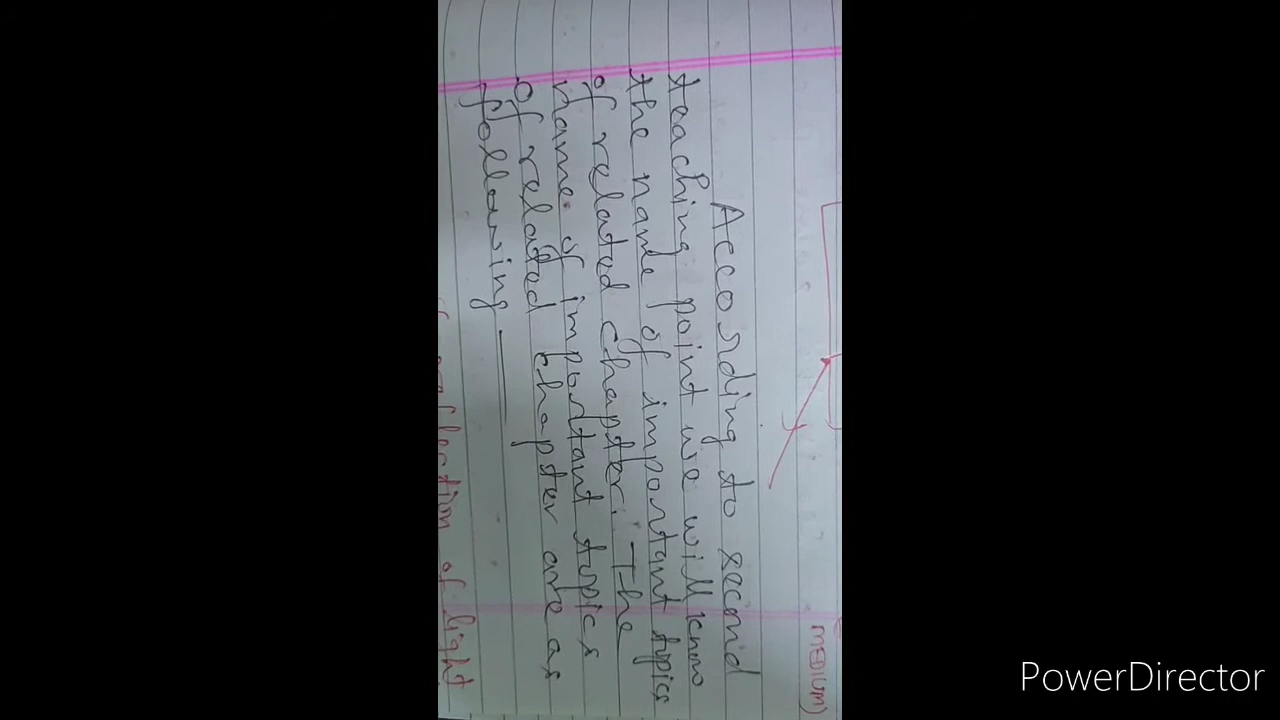 MEDIUM)
According to second
teaching point we will know
the name of important topics
of related chapter. The
name of important topics
of related chapter are as
following —
reflection of light
PowerDirector